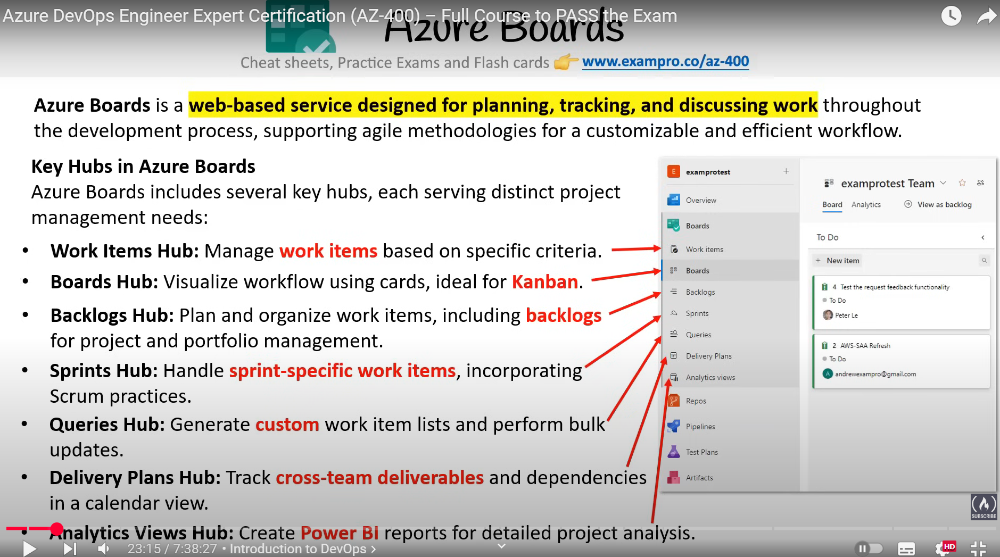 Azure DevOps Engineer Expert Certification (AZ-400) – Full Course to PASS the Exam
Azure Boards
Cheat sheets, Practice Exams and Flash cards 👉 www.exampro.co/az-400
Azure Boards is a web-based service designed for planning, tracking, and discussing work throughout
the development process, supporting agile methodologies for a customizable and efficient workflow.
Key Hubs in Azure Boards
Azure Boards includes several key hubs, each serving distinct project
management needs:
• Work Items Hub: Manage work items based on specific criteria.
• Boards Hub: Visualize workflow using cards, ideal for Kanban.
• Backlogs Hub: Plan and organize work items, including backlogs
for project and portfolio management.
• Sprints Hub: Handle sprint-specific work items, incorporating
Scrum practices.
• Queries Hub: Generate custom work item lists and perform bulk
updates.
• Delivery Plans Hub: Track cross-team deliverables and dependencies
in a calendar view.
• Analytics Views Hub: Create Power BI reports for detailed project analysis.
E examprotest +
Overview
Boards
Work items
Boards
Backlogs
Sprints
Queries
Delivery Plans
Analytics views
Repos
Pipelines
Test Plans
Artifacts
examprotest Team
Board Analytics View as backlog
To Do
+ New item
4 Test the request feedback functionality
To Do
Peter Le
2 AWS-SAA Refresh
To Do
A andrewexampro@gmail.com
SUBSCRIBE
23:15 / 7:38:27 • Introduction to DevOps >
HD